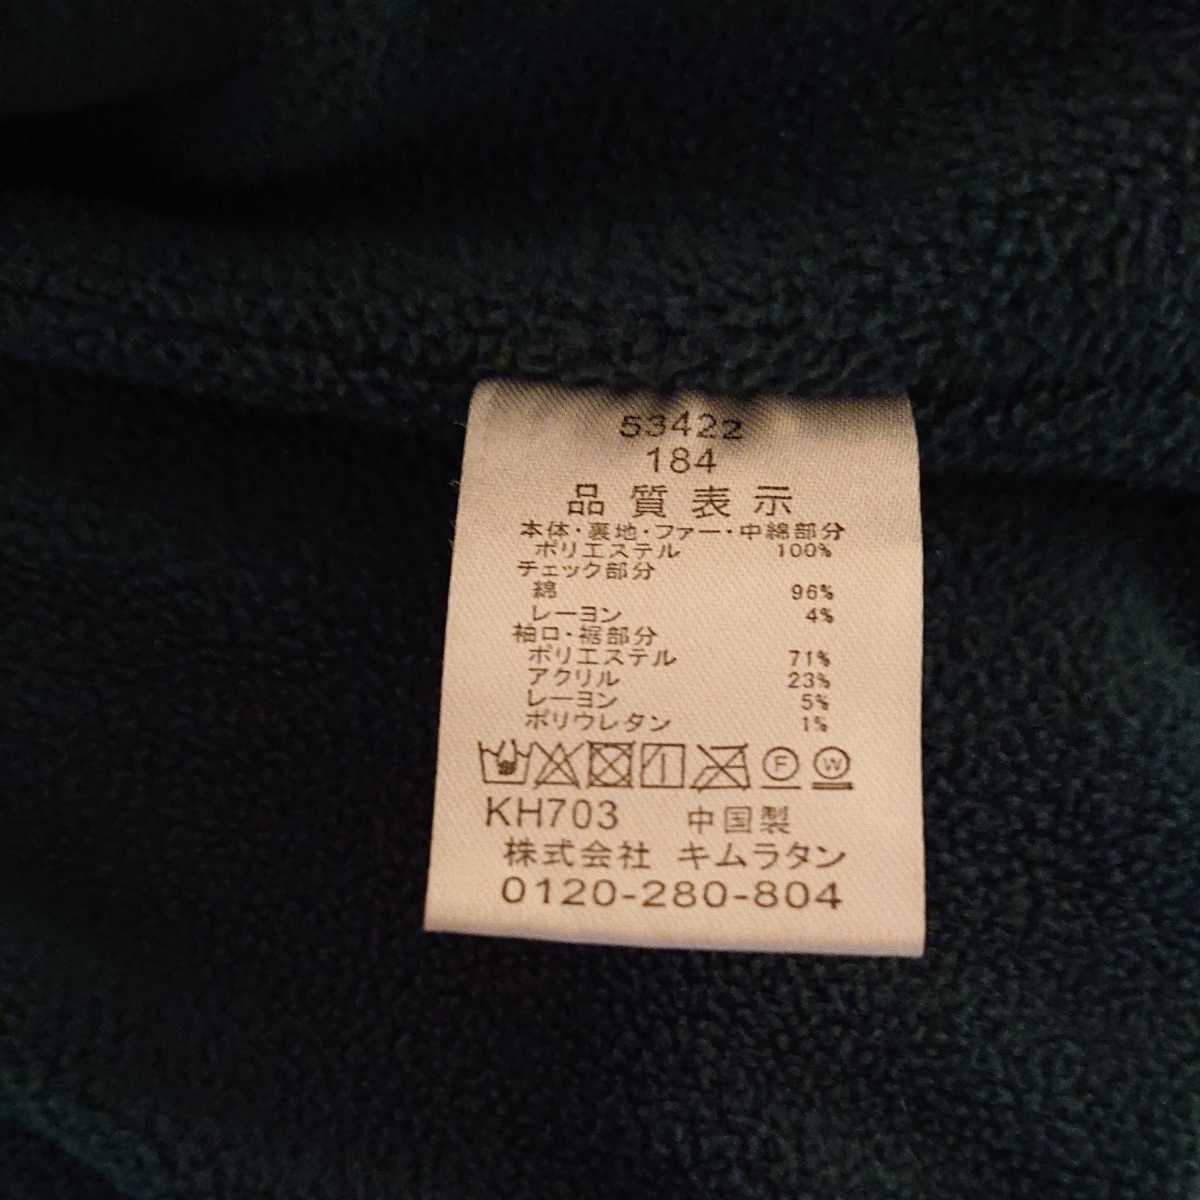 53422
184
品質表示
本体・裏地・ファー・中綿部分
ポリエステル 100%
チェック部分
綿 96%
レーヨン 4%
袖口・裾部分
ポリエステル 71%
アクリル 23%
レーヨン 5%
ポリウレタン 1%
F W
KH703 中国製
株式会社 キムラタン
0120-280-804